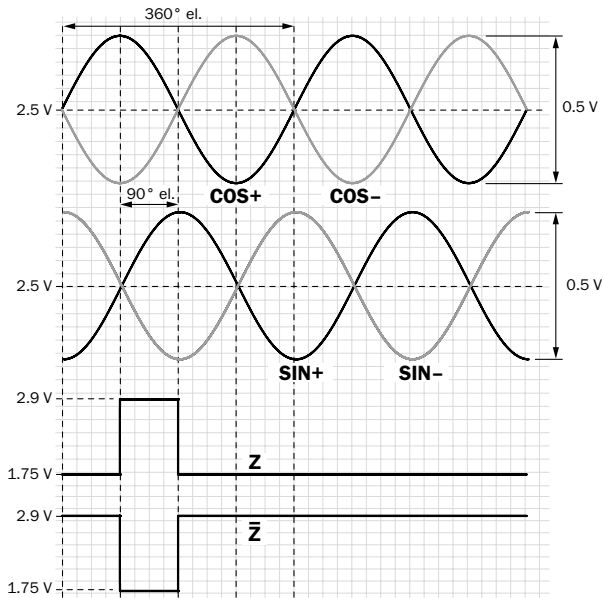 360° el.
2.5 V
0.5 V
COS+ COS−
90° el.
2.5 V
0.5 V
SIN+ SIN−
2.9 V
Z
1.75 V
2.9 V
Z̅
1.75 V